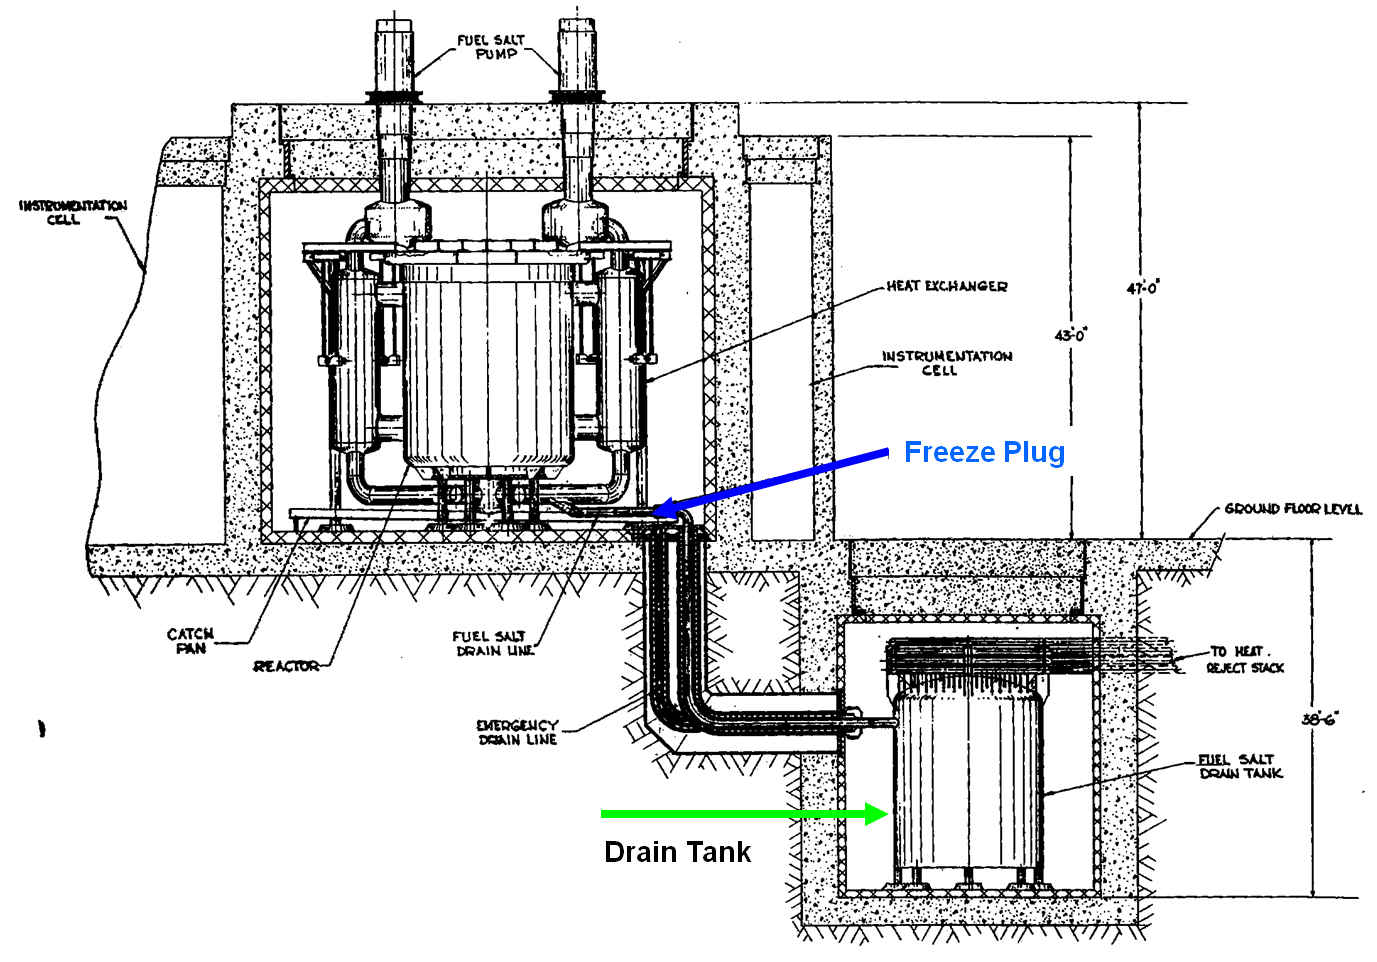 FUEL SALT
PUMP
INSTRUMENTATION
CELL
HEAT EXCHANGER
47'-0"
43'-0"
INSTRUMENTATION
CELL
Freeze Plug
GROUND FLOOR LEVEL
CATCH
PAN
REACTOR
FUEL SALT
DRAIN LINE
TO HEAT.
REJECT STACK
EMERGENCY
DRAIN LINE
38'-6"
FUEL SALT
DRAIN TANK
Drain Tank